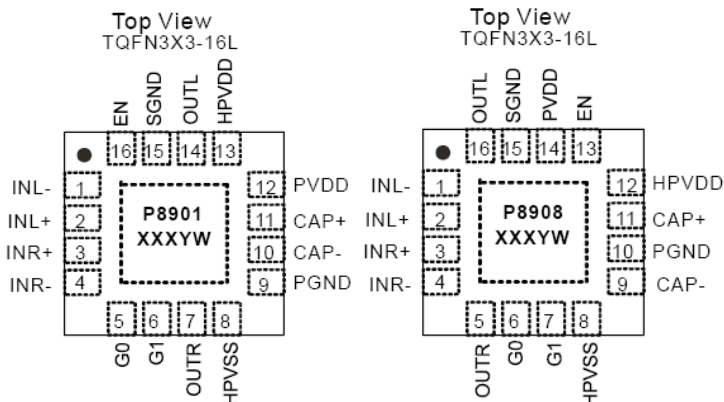 Top View
TQFN3X3-16L
EN
SGND
OUTL
HPVDD
16
15
14
13
INL-
1
12
PVDD
INL+
2
P8901
11
CAP+
INR+
3
XXXYW
10
CAP-
INR-
4
9
PGND
5
6
7
8
G0
G1
OUTR
HPVSS
Top View
TQFN3X3-16L
OUTL
SGND
PVDD
EN
16
15
14
13
INL-
1
12
HPVDD
INL+
2
P8908
11
CAP+
INR+
3
XXXYW
10
PGND
INR-
4
9
CAP-
5
6
7
8
OUTR
G0
G1
HPVSS